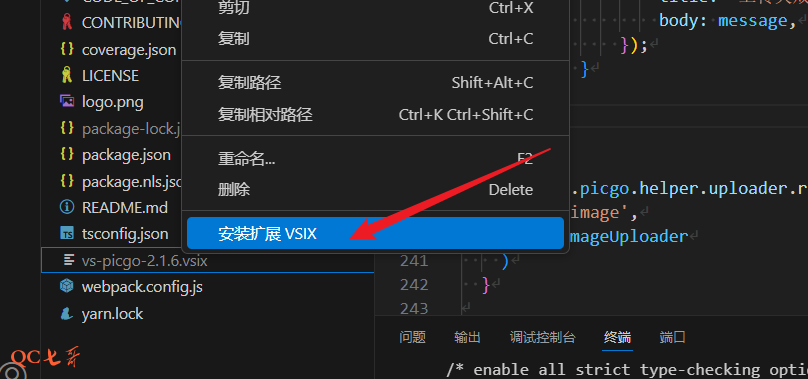 CONTRIBUTING
coverage.json
LICENSE
logo.png
package-lock.j
package.json
package.nls.jso
README.md
tsconfig.json
vs-picgo-2.1.6.vsix
webpack.config.js
yarn.lock
剪切 Ctrl+X
复制 Ctrl+C
复制路径 Shift+Alt+C
复制相对路径 Ctrl+K Ctrl+Shift+C
重命名... F2
删除 Delete
安装扩展 VSIX
body: message,
});
}
.picgo.helper.uploader.r
image',
mageUploader
241 )
242 }
243
问题 输出 调试控制台 终端 端口
/* enable all strict type-checking optio
QC七哥